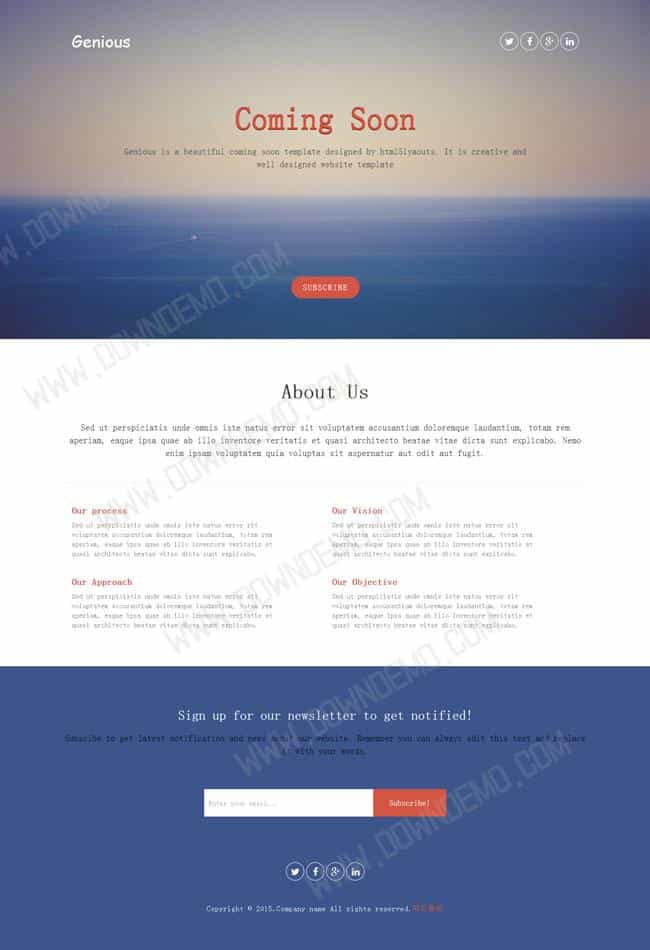 Genious
Coming Soon
Genious is a beautiful coming soon template designed by html5lyaouts. It is creative and
well designed website template
SUBSCRIBE
About Us
Sed ut perspiciatis unde omnis iste natus error sit voluptatem accusantium doloremque laudantium, totam rem
aperiam, eaque ipsa quae ab illo inventore veritatis et quasi architecto beatae vitae dicta sunt explicabo. Nemo
enim ipsam voluptatem quia voluptas sit aspernatur aut odit aut fugit.
Our process
Sed ut perspiciatis unde omnis iste natus error sit
voluptatem accusantium doloremque laudantium, totam rem
aperiam, eaque ipsa quae ab illo inventore veritatis et
quasi architecto beatae vitae dicta sunt explicabo.
Our Vision
Sed ut perspiciatis unde omnis iste natus error sit
voluptatem accusantium doloremque laudantium, totam rem
aperiam, eaque ipsa quae ab illo inventore veritatis et
quasi architecto beatae vitae dicta sunt explicabo.
Our Approach
Sed ut perspiciatis unde omnis iste natus error sit
voluptatem accusantium doloremque laudantium, totam rem
aperiam, eaque ipsa quae ab illo inventore veritatis et
quasi architecto beatae vitae dicta sunt explicabo.
Our Objective
Sed ut perspiciatis unde omnis iste natus error sit
voluptatem accusantium doloremque laudantium, totam rem
aperiam, eaque ipsa quae ab illo inventore veritatis et
quasi architecto beatae vitae dicta sunt explicabo.
Sign up for our newsletter to get notified!
Subscibe to get latest notification and news about our website. Remember you can always edit this text and replace
it with your words.
Enter your email...
Subscribe!
Copyright © 2015.Company name All rights reserved.
WWW.DOWNDEMO.COM